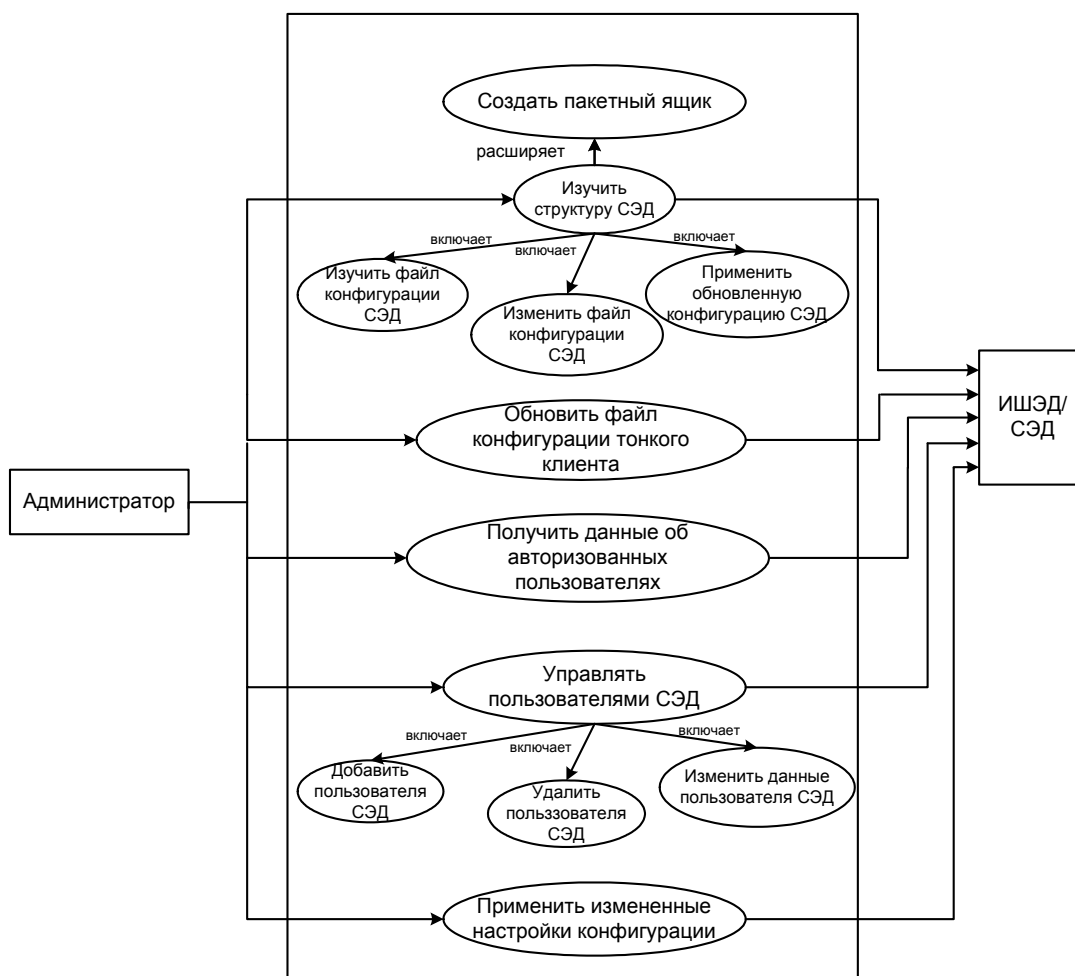 Создать пакетный ящик
расширяет
Изучить
структуру СЭД
включает
включает
включает
Изучить файл
конфигурации
СЭД
Изменить файл
конфигурации
СЭД
Применить
обновленную
конфигурацию СЭД
ИШЭД/
СЭД
Обновить файл
конфигурации тонкого
клиента
Администратор
Получить данные об
авторизованных
пользователях
Управлять
пользователями СЭД
включает
включает
включает
Добавить
пользователя
СЭД
Удалить
польззователя
СЭД
Изменить данные
пользователя СЭД
Применить измененные
настройки конфигурации